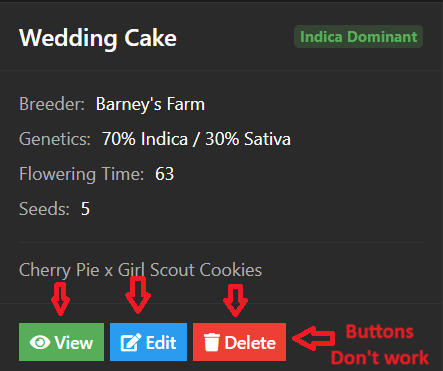 Wedding Cake
Indica Dominant
Breeder: Barney's Farm
Genetics: 70% Indica / 30% Sativa
Flowering Time: 63
Seeds: 5
Cherry Pie x Girl Scout Cookies
View Edit Delete
Buttons
Don't work